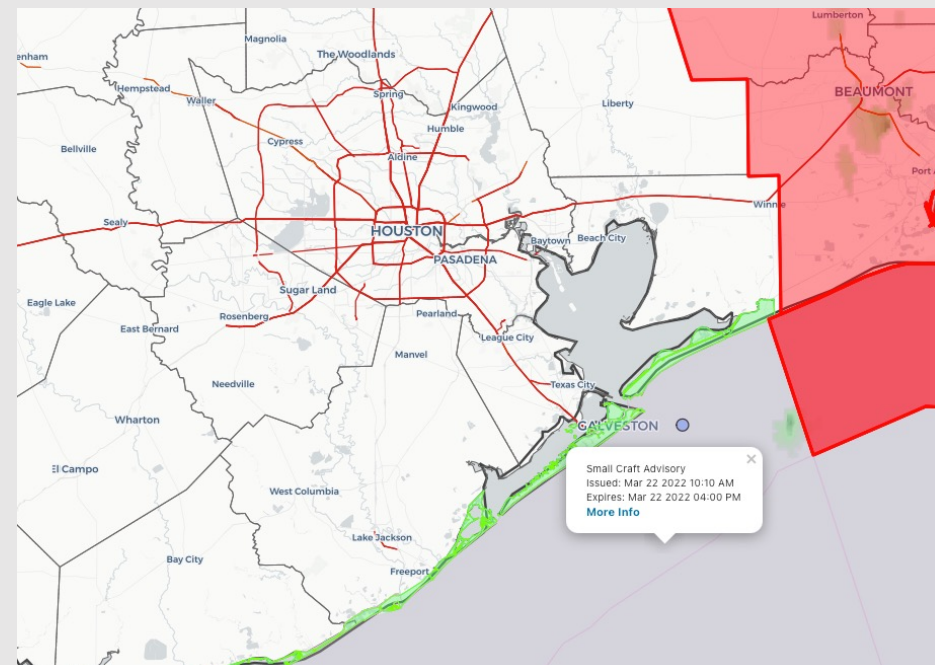 Lumberton
Magnolia
The Woodlands
Hempstead
Spring
BEAUMONT
Waller
Kingwood
Liberty
Humble
Cypress
Bellville
Aldine
Winnie
Sealy
HOUSTON
Baytown
Beach City
PASADENA
Sugar Land
Eagle Lake
Rosenberg
Pearland
East Bernard
League City
Manvel
Needville
Texas City
Wharton
GALVESTON
El Campo
Small Craft Advisory
Issued: Mar 22 2022 10:10 AM
Expires: Mar 22 2022 04:00 PM
More Info
West Columbia
Lake Jackson
Bay City
Freeport